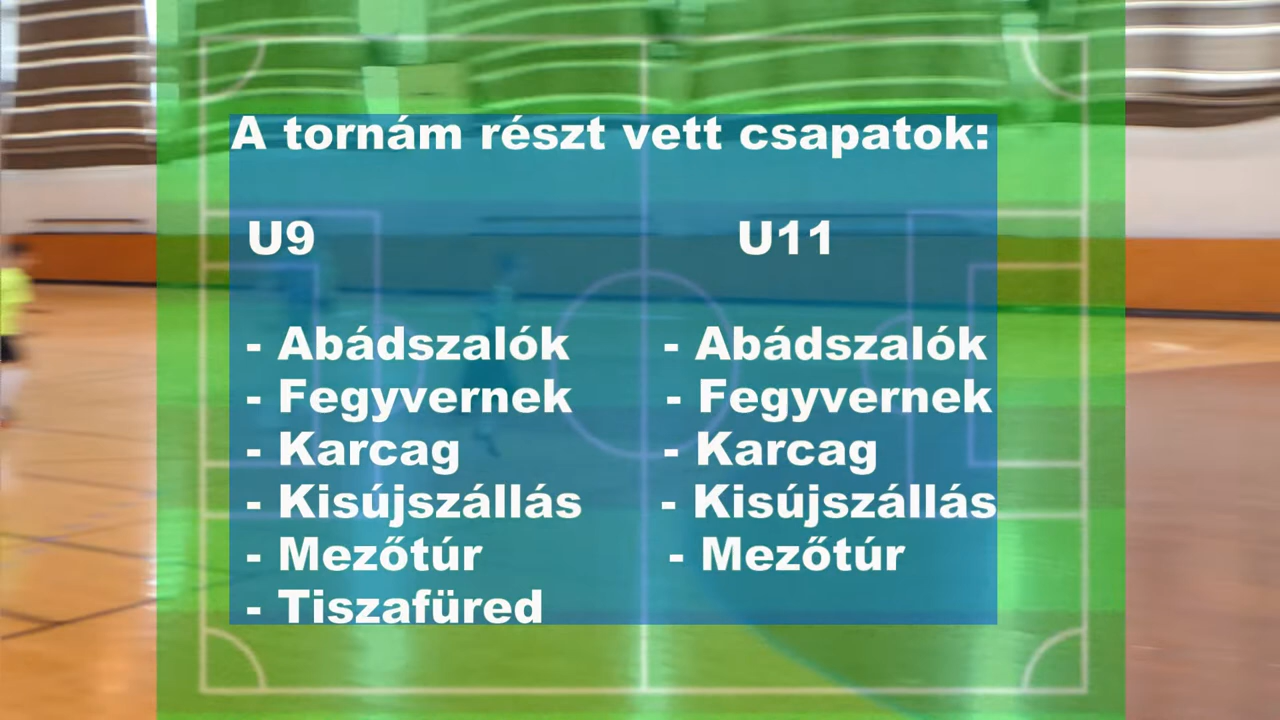 A tornám részt vett csapatok:
U9 U11
- Abádszalók - Abádszalók
- Fegyvernek - Fegyvernek
- Karcag - Karcag
- Kisújszállás - Kisújszállás
- Mezőtúr - Mezőtúr
- Tiszafüred